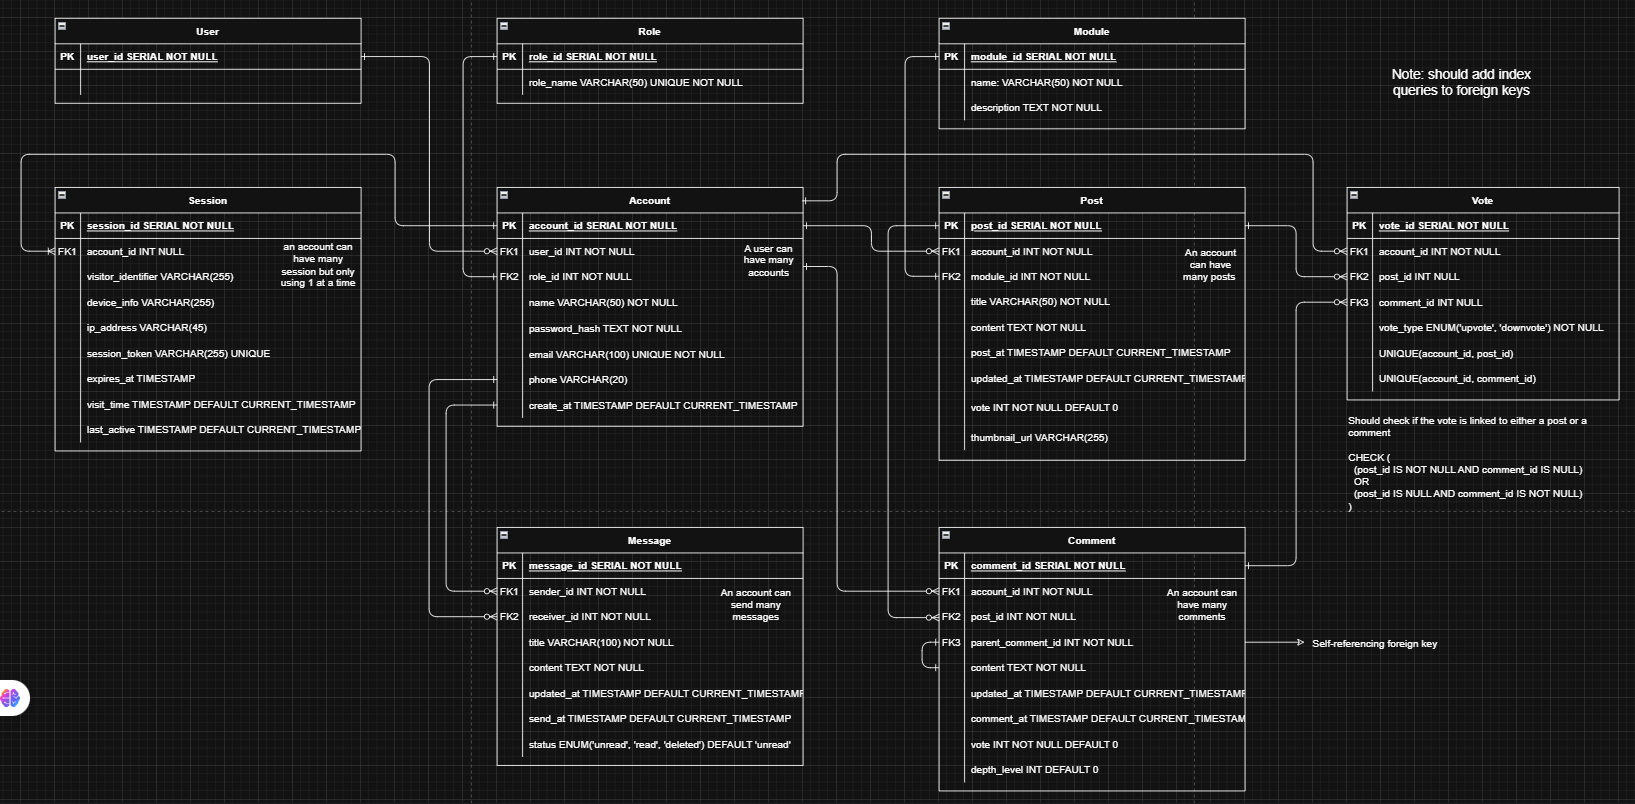 User
PK user_id SERIAL NOT NULL
Role
PK role_id SERIAL NOT NULL
role_name VARCHAR(50) UNIQUE NOT NULL
Module
PK module_id SERIAL NOT NULL
name: VARCHAR(50) NOT NULL
description TEXT NOT NULL
Note: should add index
queries to foreign keys
Session
PK session_id SERIAL NOT NULL
FK1 account_id INT NULL
visitor_identifier VARCHAR(255)
device_info VARCHAR(255)
ip_address VARCHAR(45)
session_token VARCHAR(255) UNIQUE
expires_at TIMESTAMP
visit_time TIMESTAMP DEFAULT CURRENT_TIMESTAMP
last_active TIMESTAMP DEFAULT CURRENT_TIMESTAMP
an account can
have many
session but only
using 1 at a time
Account
PK account_id SERIAL NOT NULL
FK1 user_id INT NOT NULL
FK2 role_id INT NOT NULL
name VARCHAR(50) NOT NULL
password_hash TEXT NOT NULL
email VARCHAR(100) UNIQUE NOT NULL
phone VARCHAR(20)
create_at TIMESTAMP DEFAULT CURRENT_TIMESTAMP
A user can
have many
accounts
Post
PK post_id SERIAL NOT NULL
FK1 account_id INT NOT NULL
FK2 module_id INT NOT NULL
title VARCHAR(50) NOT NULL
content TEXT NOT NULL
post_at TIMESTAMP DEFAULT CURRENT_TIMESTAMP
updated_at TIMESTAMP DEFAULT CURRENT_TIMESTAMP
vote INT NOT NULL DEFAULT 0
thumbnail_url VARCHAR(255)
An account
can have
many posts
Vote
PK vote_id SERIAL NOT NULL
FK1 account_id INT NOT NULL
FK2 post_id INT NULL
FK3 comment_id INT NULL
vote_type ENUM('upvote', 'downvote') NOT NULL
UNIQUE(account_id, post_id)
UNIQUE(account_id, comment_id)
Should check if the vote is linked to either a post or a
comment
CHECK (
(post_id IS NOT NULL AND comment_id IS NULL)
OR
(post_id IS NULL AND comment_id IS NOT NULL)
)
Message
PK message_id SERIAL NOT NULL
FK1 sender_id INT NOT NULL
FK2 receiver_id INT NOT NULL
title VARCHAR(100) NOT NULL
content TEXT NOT NULL
updated_at TIMESTAMP DEFAULT CURRENT_TIMESTAMP
send_at TIMESTAMP DEFAULT CURRENT_TIMESTAMP
status ENUM('unread', 'read', 'deleted') DEFAULT 'unread'
An account can
send many
messages
Comment
PK comment_id SERIAL NOT NULL
FK1 account_id INT NOT NULL
FK2 post_id INT NOT NULL
FK3 parent_comment_id INT NOT NULL
content TEXT NOT NULL
updated_at TIMESTAMP DEFAULT CURRENT_TIMESTAMP
comment_at TIMESTAMP DEFAULT CURRENT_TIMESTAM
vote INT NOT NULL DEFAULT 0
depth_level INT DEFAULT 0
An account can
have many
comments
Self-referencing foreign key